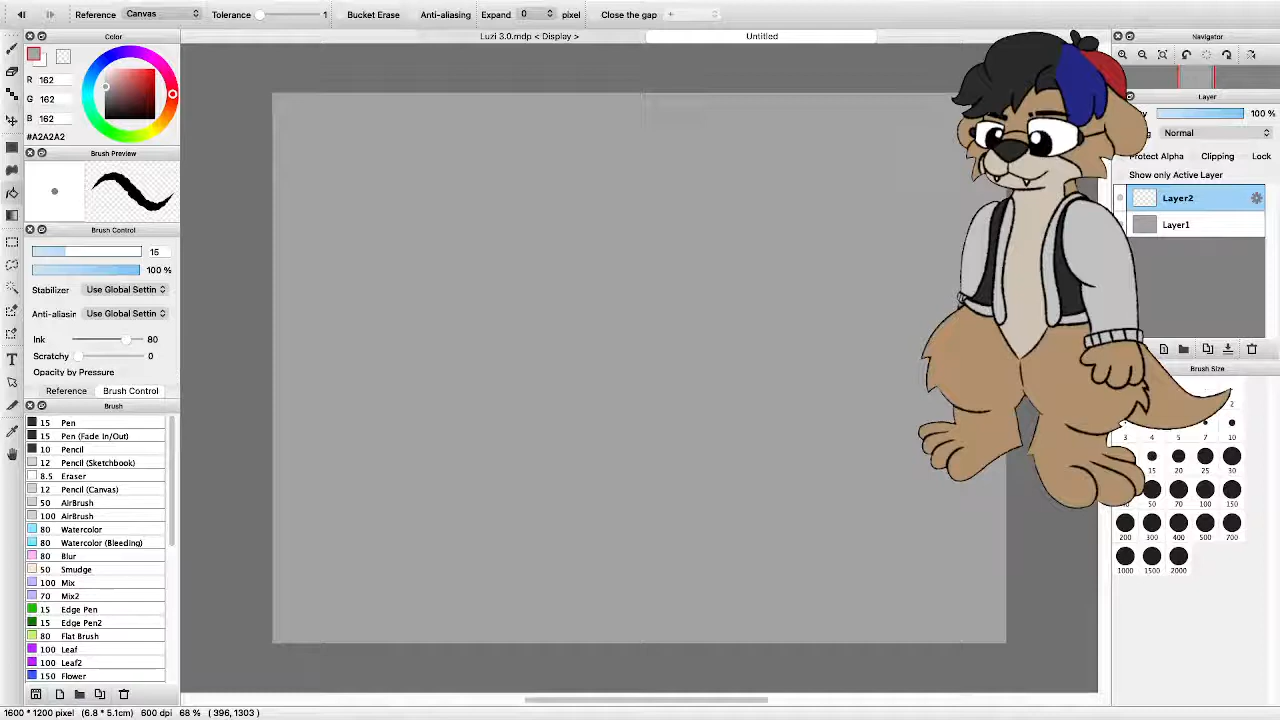 Reference Canvas Tolerance 1 Bucket Erase Anti-aliasing Expand 0 pixel Close the gap
Color
Luzi 3.0.mdp < Display >
Untitled
Navigator
R 162
G 162
B 162
#A2A2A2
Layer
100 %
Normal
Protect Alpha Clipping Lock
Show only Active Layer
Layer2
Layer1
Brush Preview
Brush Control
15
100 %
Stabilizer Use Global Settin
Anti-aliasin Use Global Settin
Ink 80
Scratchy 0
Opacity by Pressure
Reference Brush Control
Brush
15 Pen
15 Pen (Fade In/Out)
10 Pencil
12 Pencil (Sketchbook)
8.5 Eraser
12 Pencil (Canvas)
50 AirBrush
100 AirBrush
80 Watercolor
80 Watercolor (Bleeding)
80 Blur
50 Smudge
100 Mix
70 Mix2
15 Edge Pen
15 Edge Pen2
80 Flat Brush
100 Leaf
100 Leaf2
150 Flower
Brush Size
2
3 4 5 7 10
15 20 25 30
50 70 100 150
200 300 400 500 700
1000 1500 2000
1600 * 1200 pixel (6.8 * 5.1cm) 600 dpi 68 % ( 396, 1303 )